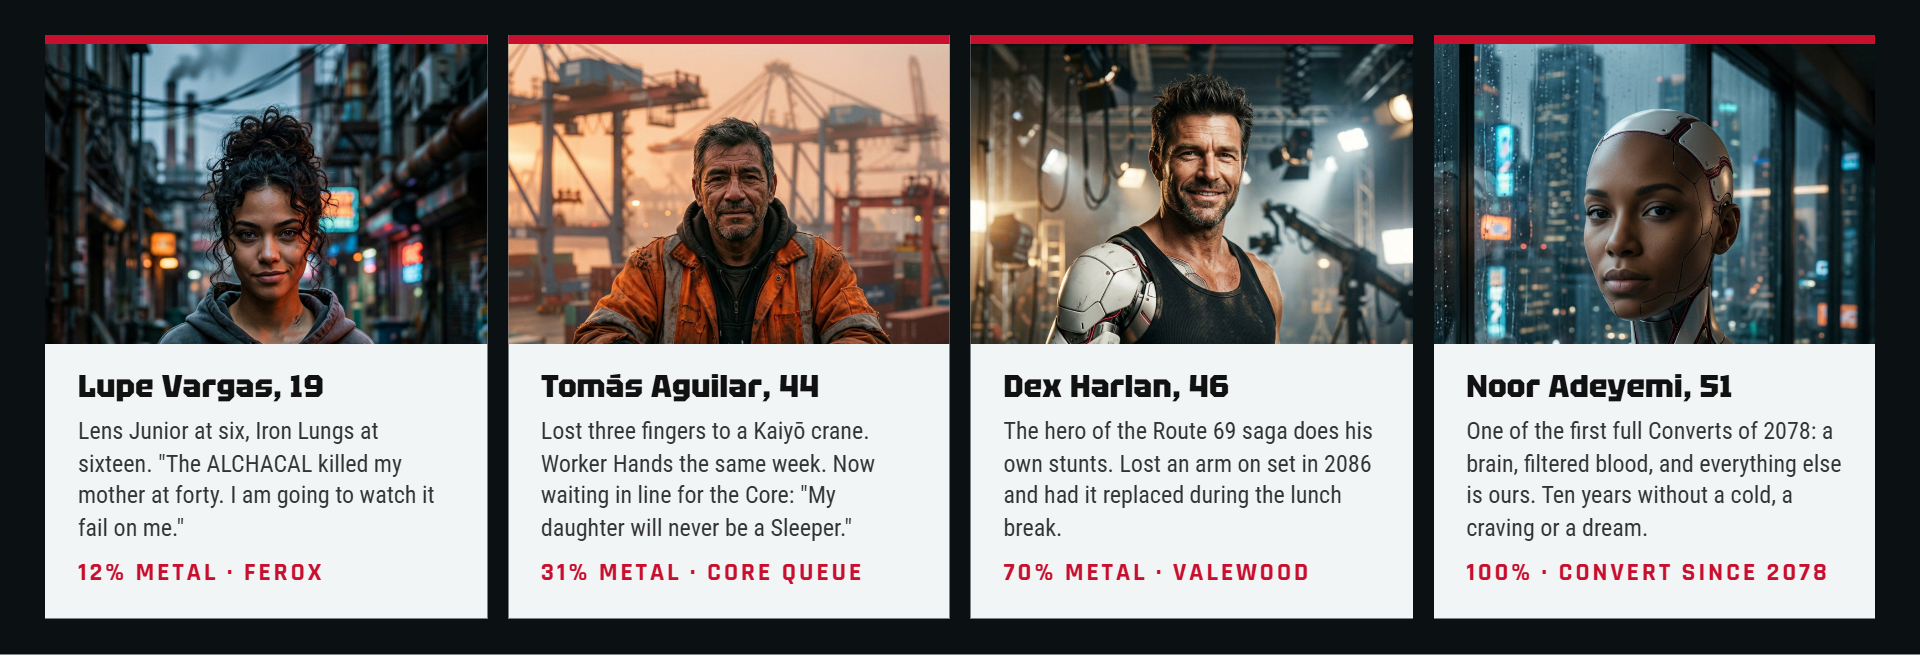 Lupe Vargas, 19
Lens Junior at six, Iron Lungs at
sixteen. "The ALCHACAL killed my
mother at forty. I am going to watch it
fail on me."
12% METAL · FEROX
Tomás Aguilar, 44
Lost three fingers to a Kaiyō crane.
Worker Hands the same week. Now
waiting in line for the Core: "My
daughter will never be a Sleeper."
31% METAL · CORE QUEUE
Dex Harlan, 46
The hero of the Route 69 saga does his
own stunts. Lost an arm on set in 2086
and had it replaced during the lunch
break.
70% METAL · VALEWOOD
Noor Adeyemi, 51
One of the first full Converts of 2078: a
brain, filtered blood, and everything else
is ours. Ten years without a cold, a
craving or a dream.
100% · CONVERT SINCE 2078